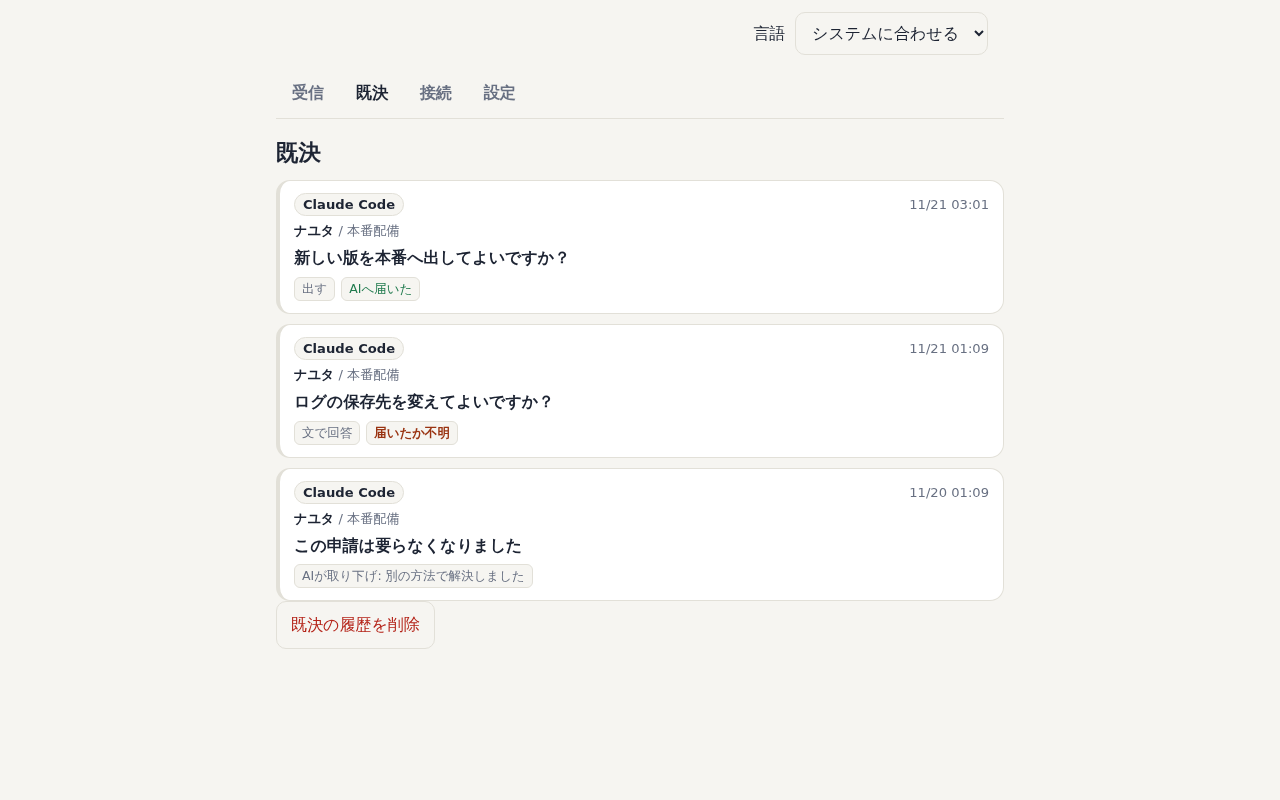 言語 システムに合わせる
受信 既決 接続 設定
既決
Claude Code 11/21 03:01
ナユタ / 本番配備
新しい版を本番へ出してよいですか？
出す AIへ届いた
Claude Code 11/21 01:09
ナユタ / 本番配備
ログの保存先を変えてよいですか？
文で回答 届いたか不明
Claude Code 11/20 01:09
ナユタ / 本番配備
この申請は要らなくなりました
AIが取り下げ: 別の方法で解決しました
既決の履歴を削除